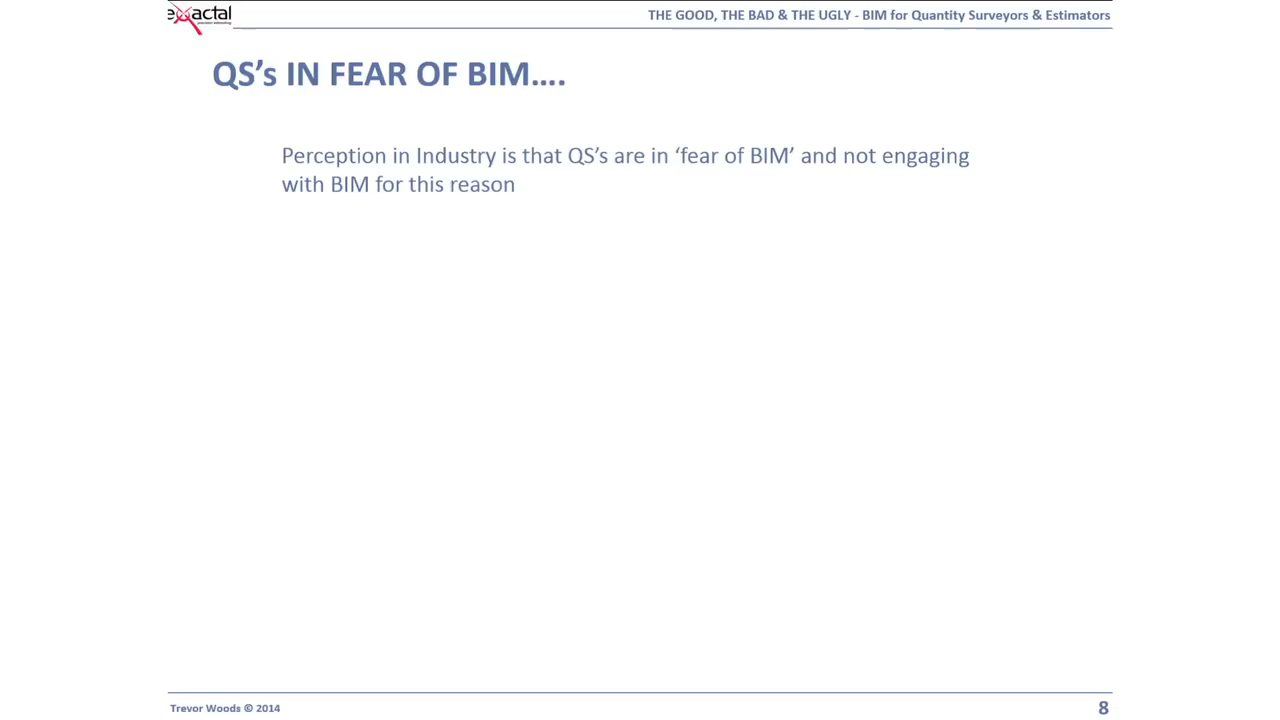 exactal
THE GOOD, THE BAD & THE UGLY - BIM for Quantity Surveyors & Estimators
QS’s IN FEAR OF BIM….
Perception in Industry is that QS’s are in ‘fear of BIM’ and not engaging
with BIM for this reason
Trevor Woods © 2014
8